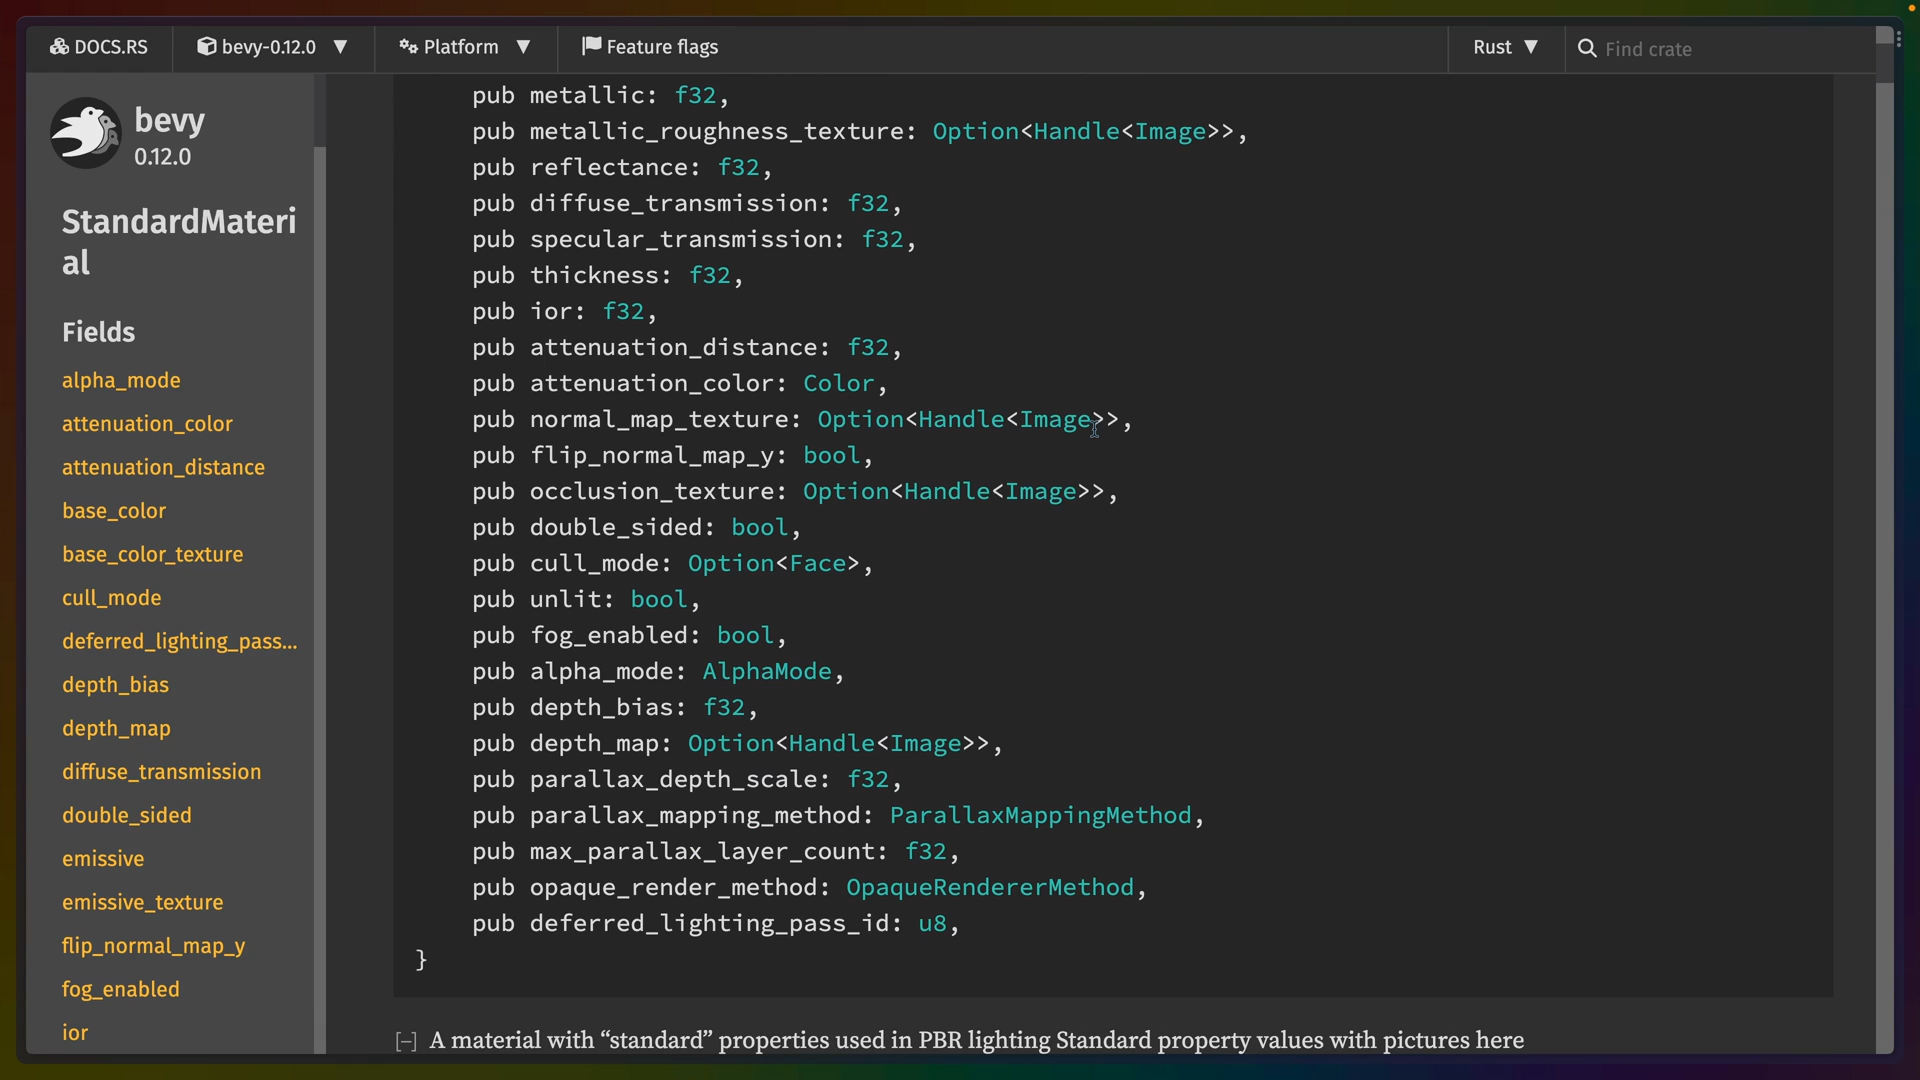 DOCS.RS
bevy-0.12.0
Platform
Feature flags
Rust
Find crate
bevy
0.12.0
StandardMateri
al
Fields
alpha_mode
attenuation_color
attenuation_distance
base_color
base_color_texture
cull_mode
deferred_lighting_pass...
depth_bias
depth_map
diffuse_transmission
double_sided
emissive
emissive_texture
flip_normal_map_y
fog_enabled
ior
pub metallic: f32,
pub metallic_roughness_texture: Option<Handle<Image>>,
pub reflectance: f32,
pub diffuse_transmission: f32,
pub specular_transmission: f32,
pub thickness: f32,
pub ior: f32,
pub attenuation_distance: f32,
pub attenuation_color: Color,
pub normal_map_texture: Option<Handle<Image>>,
pub flip_normal_map_y: bool,
pub occlusion_texture: Option<Handle<Image>>,
pub double_sided: bool,
pub cull_mode: Option<Face>,
pub unlit: bool,
pub fog_enabled: bool,
pub alpha_mode: AlphaMode,
pub depth_bias: f32,
pub depth_map: Option<Handle<Image>>,
pub parallax_depth_scale: f32,
pub parallax_mapping_method: ParallaxMappingMethod,
pub max_parallax_layer_count: f32,
pub opaque_render_method: OpaqueRendererMethod,
pub deferred_lighting_pass_id: u8,
}
[−] A material with “standard” properties used in PBR lighting Standard property values with pictures here